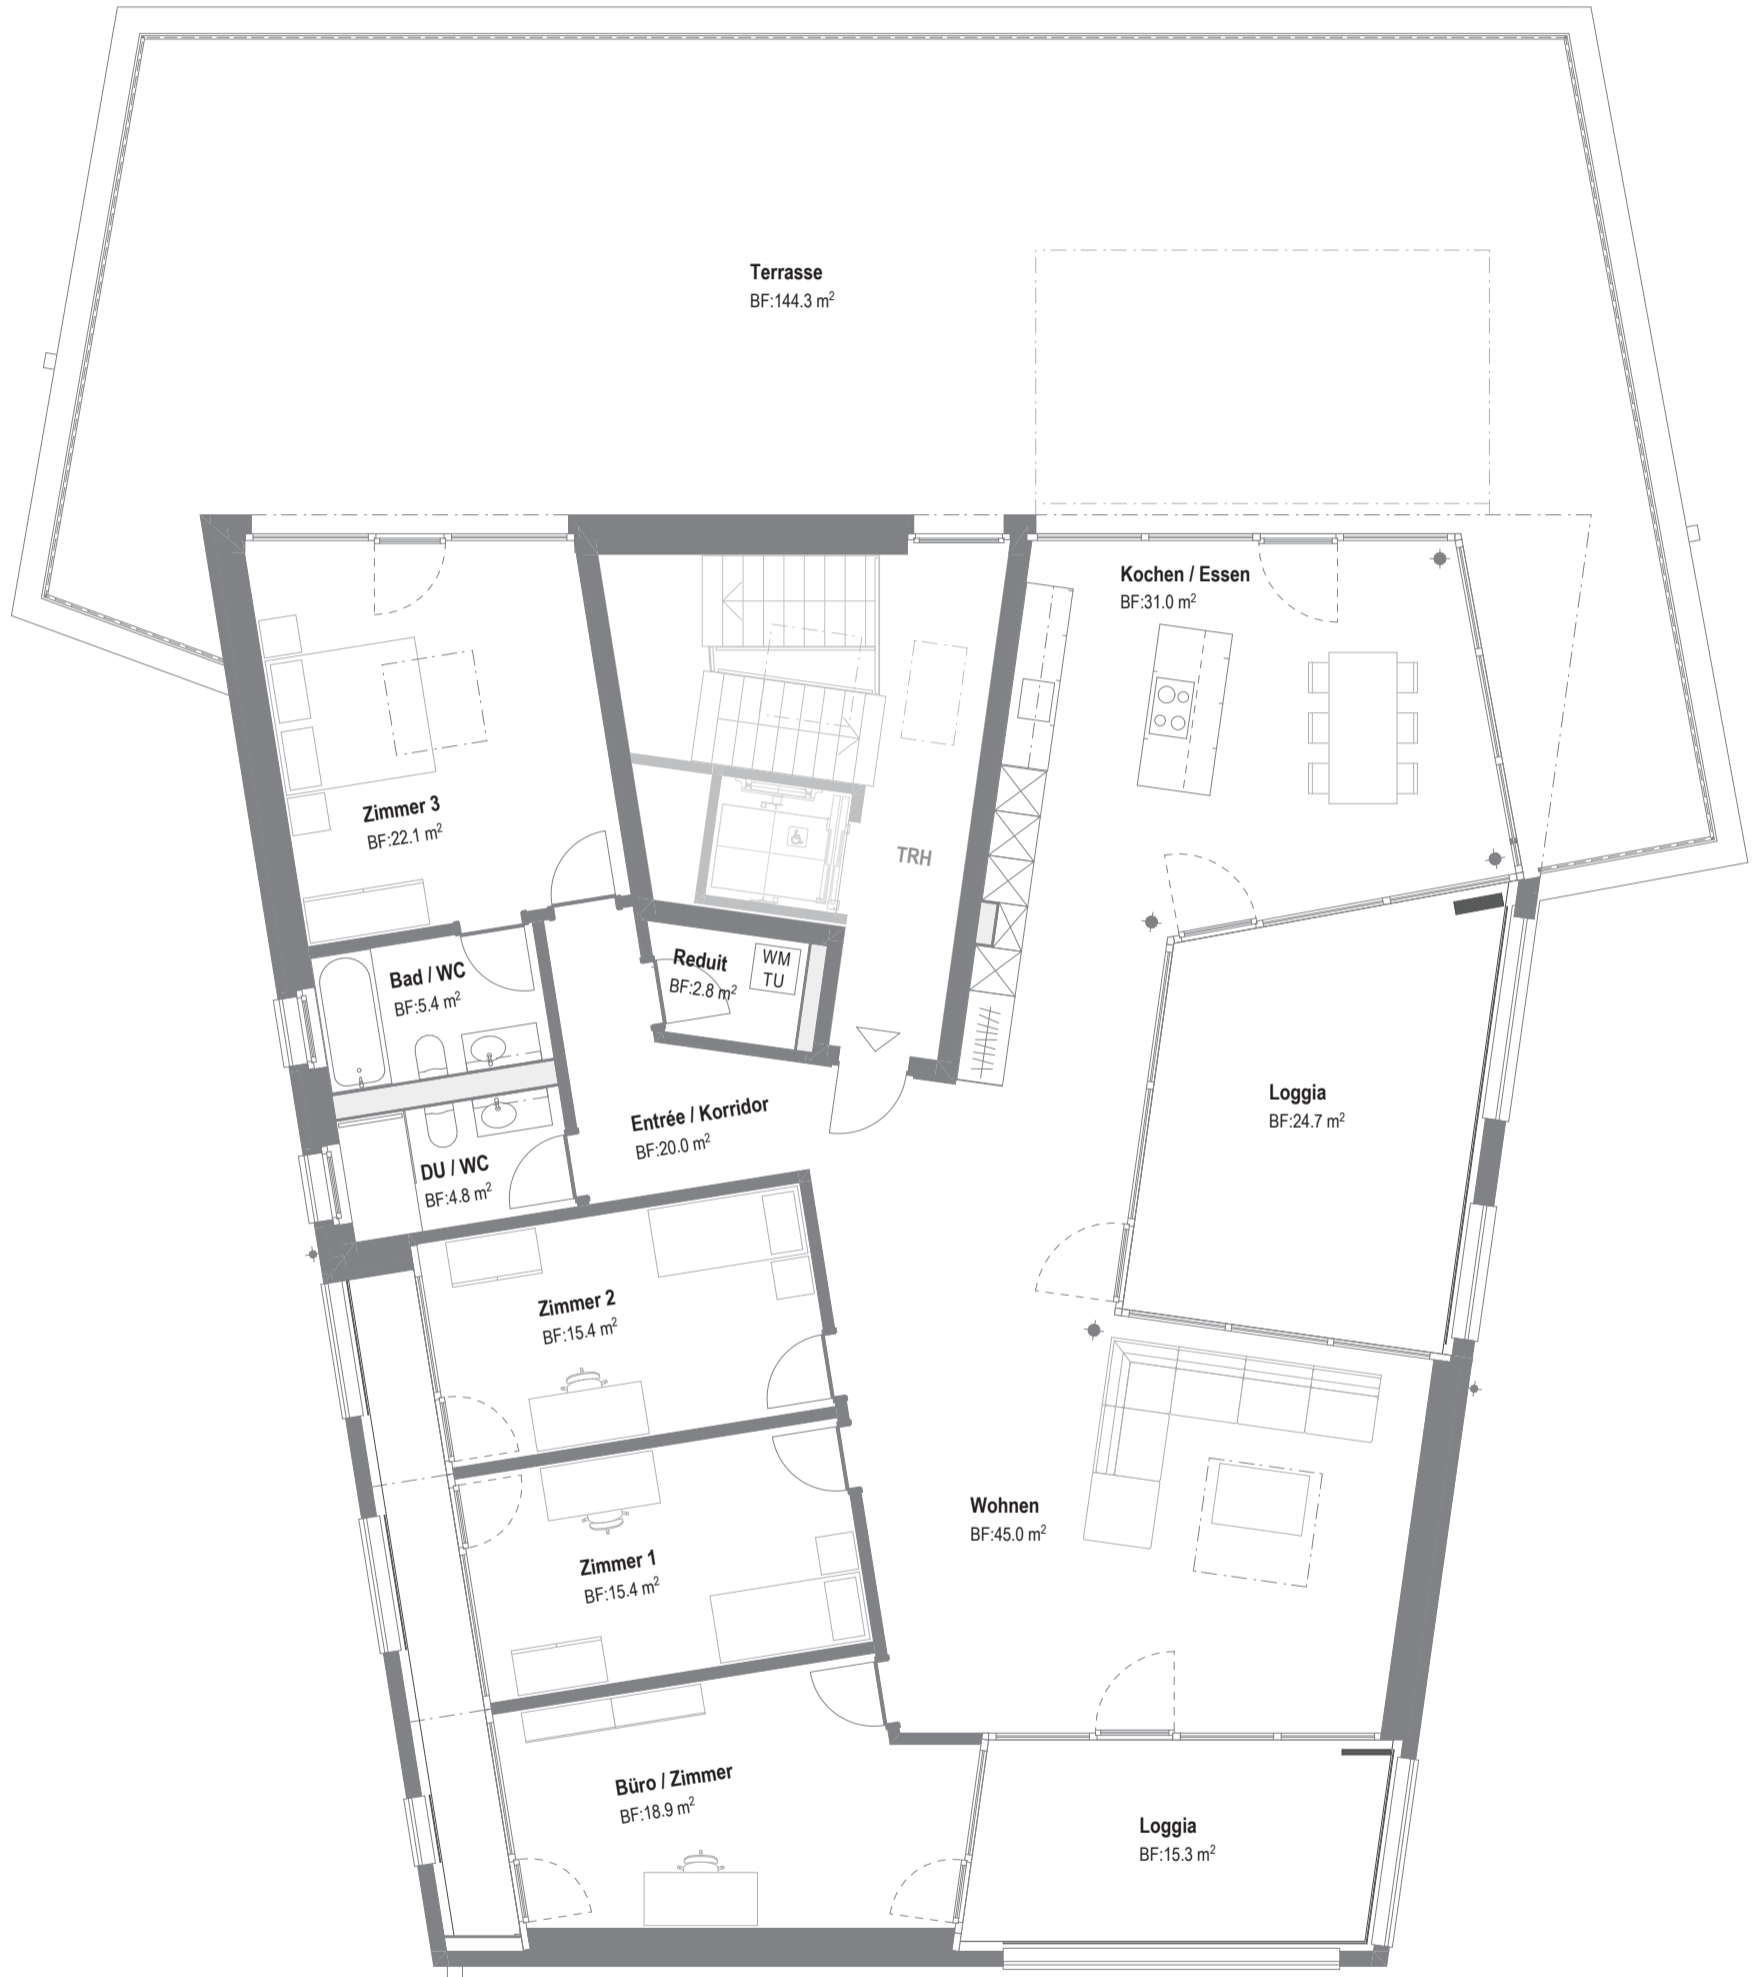 Terrasse
BF:144.3 m²
Kochen / Essen
BF:31.0 m²
Zimmer 3
BF:22.1 m²
TRH
Reduit
BF:2.8 m²
WM
TU
Bad / WC
BF:5.4 m²
Entrée / Korridor
BF:20.0 m²
Loggia
BF:24.7 m²
DU / WC
BF:4.8 m²
Zimmer 2
BF:15.4 m²
Wohnen
BF:45.0 m²
Zimmer 1
BF:15.4 m²
Büro / Zimmer
BF:18.9 m²
Loggia
BF:15.3 m²